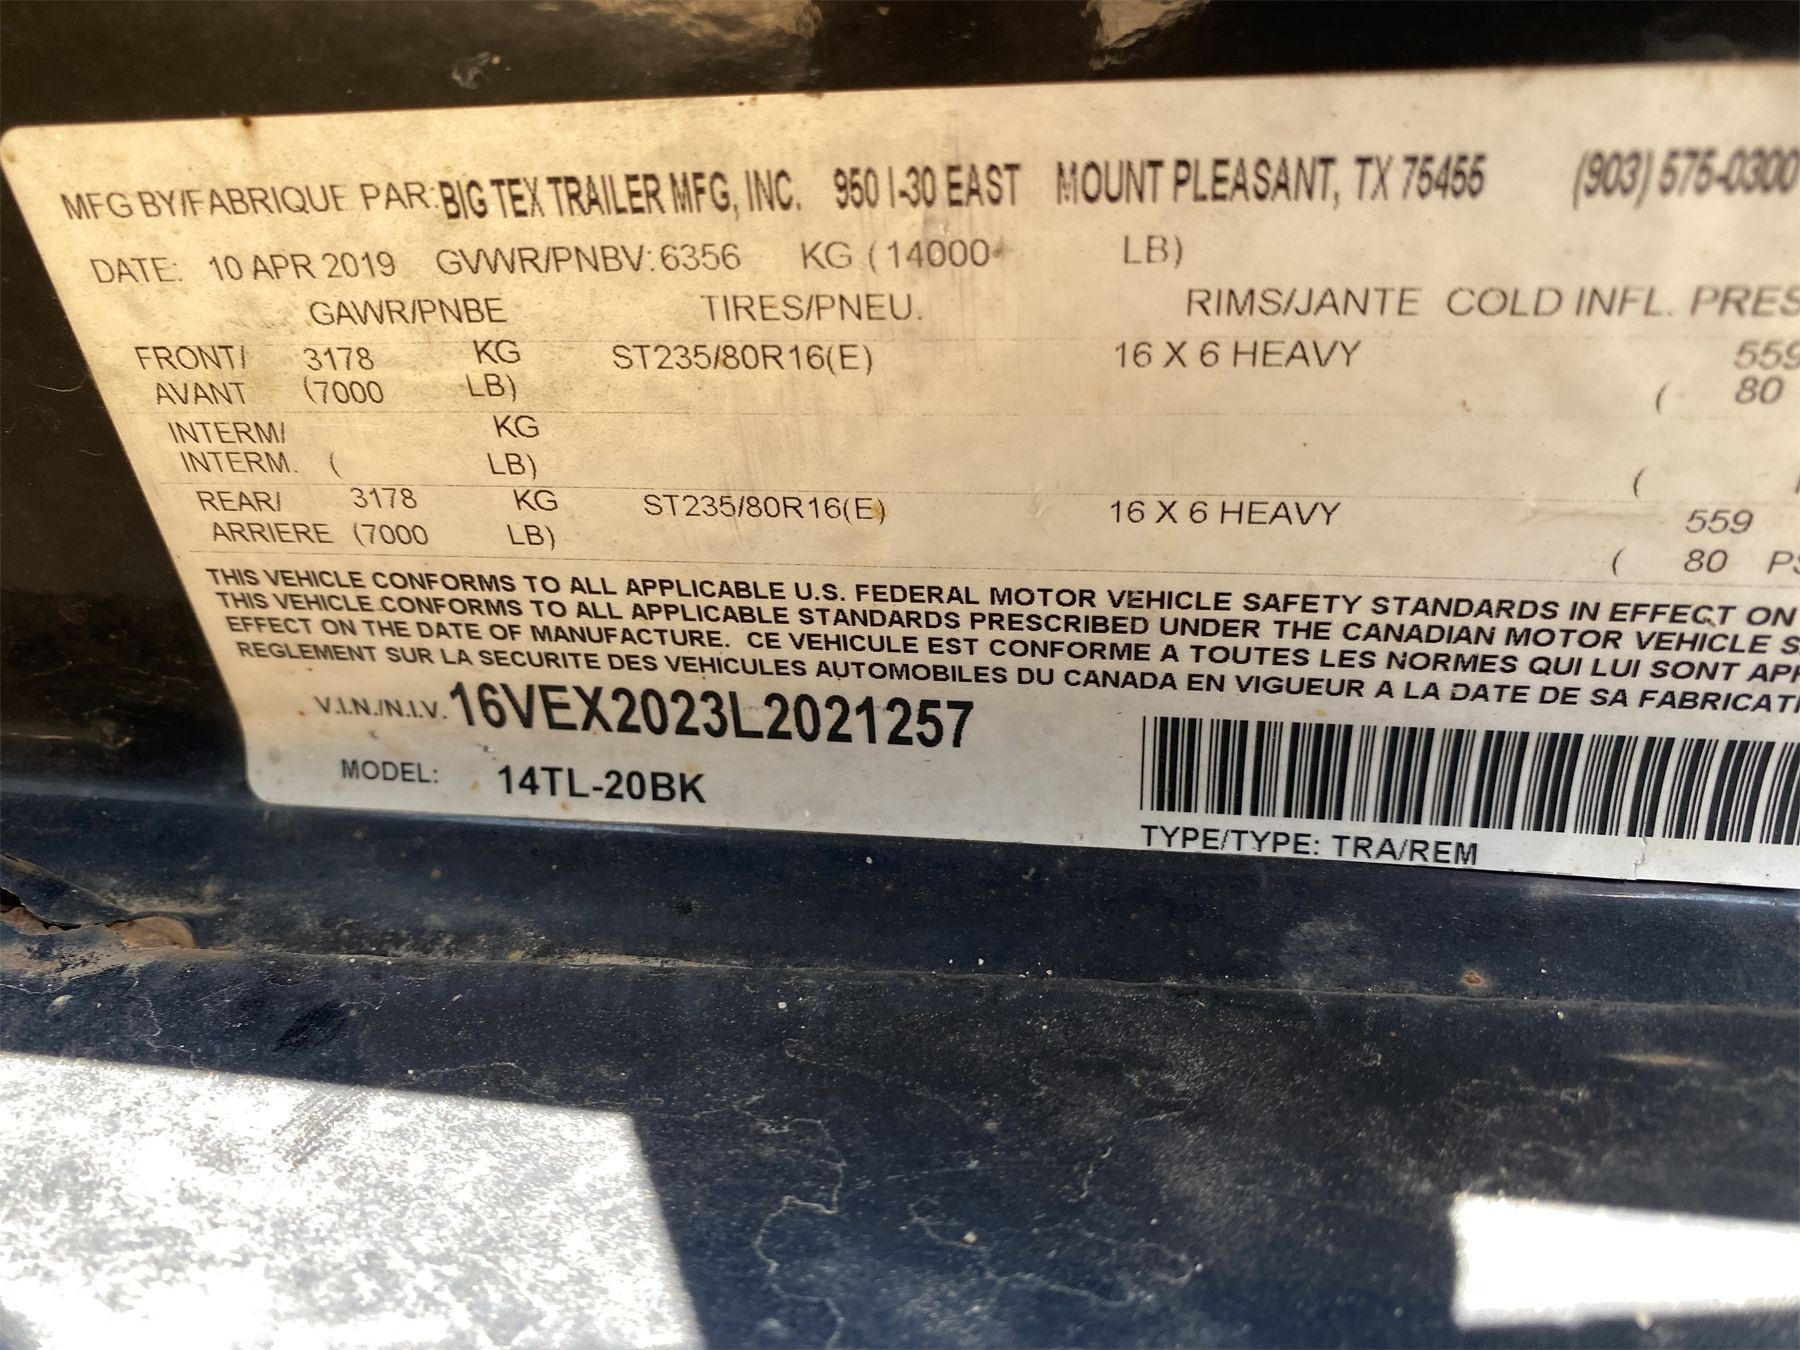 MFG BY/FABRIQUE PAR: BIG TEX TRAILER MFG, INC. 950 I-30 EAST MOUNT PLEASANT, TX 75455 (903) 575-0300
DATE: 10 APR 2019 GVWR/PNBV: 6356 KG (14000 LB)
GAWR/PNBE TIRES/PNEU. RIMS/JANTE COLD INFL. PRES
FRONT/ 3178 KG ST235/80R16(E) 16 X 6 HEAVY 559
AVANT (7000 LB) ( 80
INTERM/ KG
INTERM. ( LB) (
REAR/ 3178 KG ST235/80R16(E) 16 X 6 HEAVY 559
ARRIERE (7000 LB) ( 80 PS
THIS VEHICLE CONFORMS TO ALL APPLICABLE U.S. FEDERAL MOTOR VEHICLE SAFETY STANDARDS IN EFFECT ON
THIS VEHICLE CONFORMS TO ALL APPLICABLE STANDARDS PRESCRIBED UNDER THE CANADIAN MOTOR VEHICLE S
EFFECT ON THE DATE OF MANUFACTURE. CE VEHICULE EST CONFORME A TOUTES LES NORMES QUI LUI SONT APP
REGLEMENT SUR LA SECURITE DES VEHICULES AUTOMOBILES DU CANADA EN VIGUEUR A LA DATE DE SA FABRICATI
V.I.N./N.I.V. 16VEX2023L2021257
MODEL: 14TL-20BK
TYPE/TYPE: TRA/REM